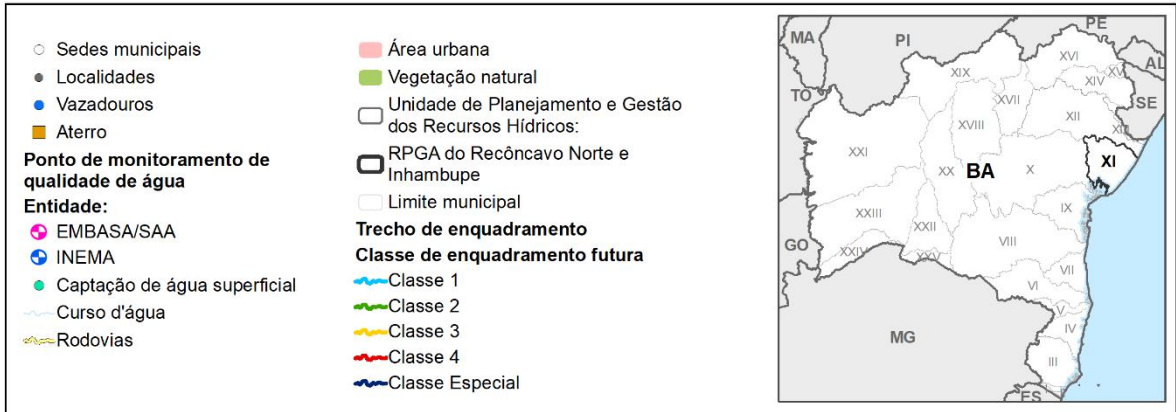 Sedes municipais
Localidades
Vazadouros
Aterro
Ponto de monitoramento de
qualidade de água
Entidade:
EMBASA/SAA
INEMA
Captação de água superficial
Curso d'água
Rodovias
Área urbana
Vegetação natural
Unidade de Planejamento e Gestão
dos Recursos Hídricos:
RPGA do Recôncavo Norte e
Inhambupe
Limite municipal
Trecho de enquadramento
Classe de enquadramento futura
Classe 1
Classe 2
Classe 3
Classe 4
Classe Especial
MA
PI
PE
AL
TO
SE
XVI
XIX
XIV
XV
XVII
XII
XVIII
XXI
XX
BA
X
XI
IX
XXIII
XXII
GO
VIII
XXIV
XXV
VII
VI
V
IV
MG
III
ES